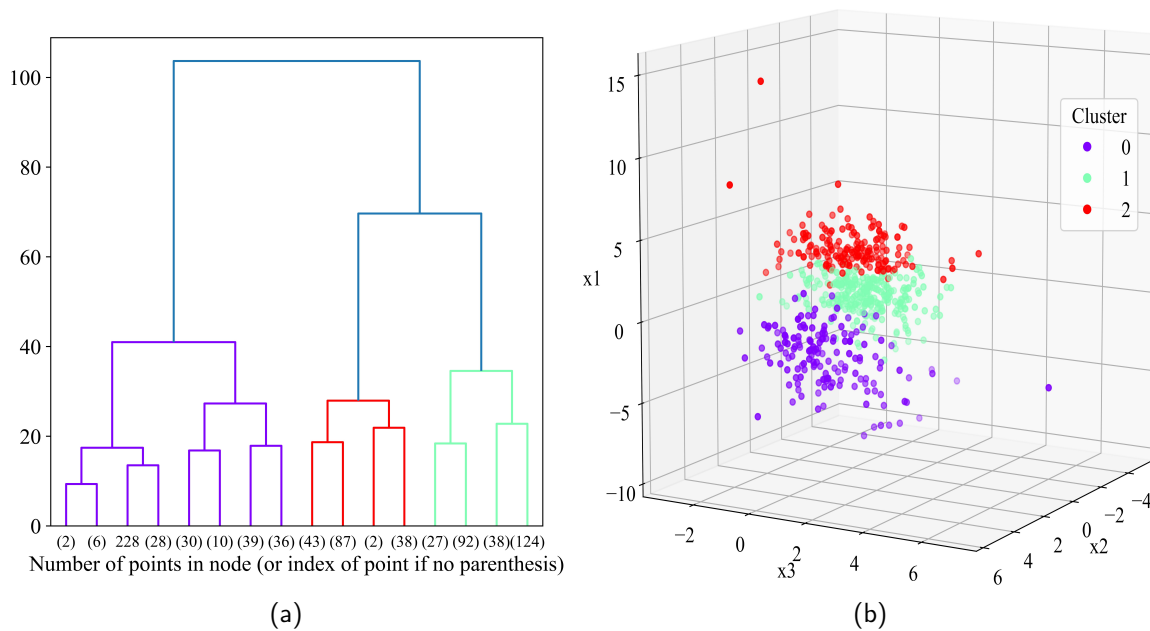 100
80
60
40
20
0
(2) (6) 228 (28) (30) (10) (39) (36) (43) (87) (2) (38) (27) (92) (38) (124)
Number of points in node (or index of point if no parenthesis)
(a)
15
10
5
x1
0
−5
−10
Cluster
0
1
2
−2 0 2 4 6
x3
6 4 2 0 −2 −4
x2
(b)